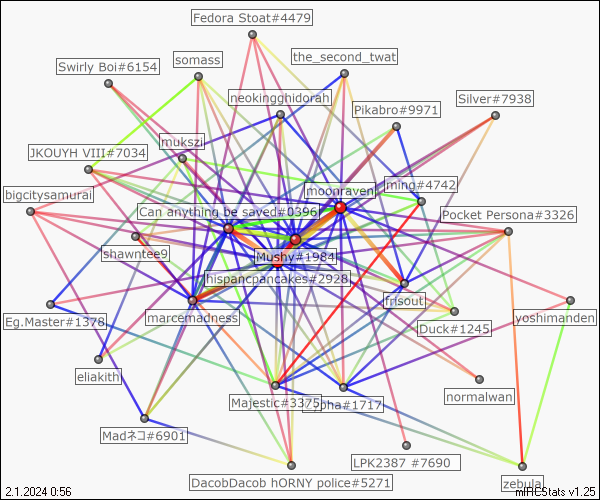 Fedora Stoat#4479
somass
the_second_twat
Swirly Boi#6154
neokingghidorah
Silver#7938
Pikabro#9971
mukszi
JKOUYH VIII#7034
moonraven
ming#4742
bigcitysamurai
Can anything be saved#0396
Pocket Persona#3326
shawntee9
Mushy#1984
hispancpancakes#2928
frisout
Eg.Master#1378
marcemadness
Duck#1245
yoshimanden
eliakith
Majestic#3375
#1717
normalwan
Madネコ#6901
LPK2387 #7690
DacobDacob hORNY police#5271
zebula
2.1.2024 0:56
mIRCStats v1.25